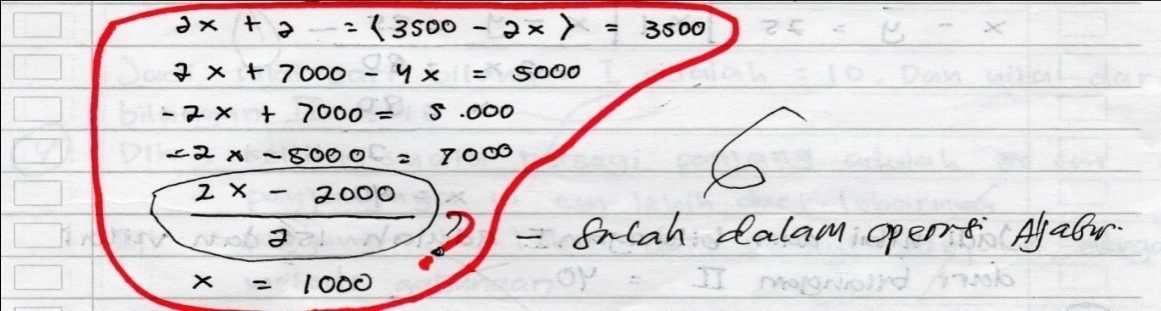 2x + 2 = (3500 - 2x) = 3500
2x + 7000 - 4x = 5000
-2x + 7000 = 5.000
-2x - 5000 = 7000
2x - 2000
2
?
x = 1000
6
- Salah dalam operasi Aljabar.